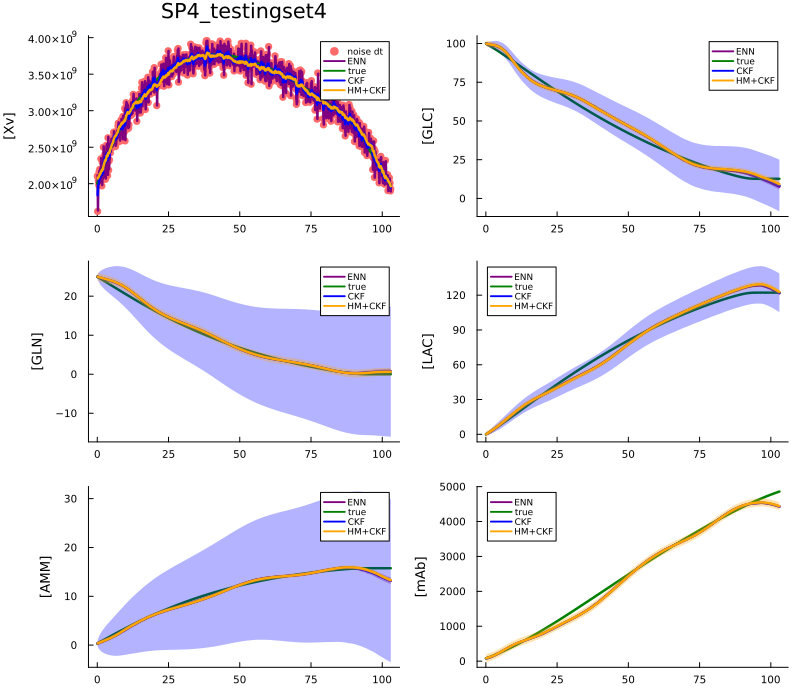 SP4_testingset4
[Xv]
4.00×10⁹
3.50×10⁹
3.00×10⁹
2.50×10⁹
2.00×10⁹
0 25 50 75 100
noise dt
ENN
true
CKF
HM+CKF
[GLC]
100
75
50
25
0
0 25 50 75 100
ENN
true
CKF
HM+CKF
[GLN]
20
10
0
−10
0 25 50 75 100
ENN
true
CKF
HM+CKF
[LAC]
120
90
60
30
0
0 25 50 75 100
ENN
true
CKF
HM+CKF
[AMM]
30
20
10
0
0 25 50 75 100
ENN
true
CKF
HM+CKF
[mAb]
5000
4000
3000
2000
1000
0
0 25 50 75 100
ENN
true
CKF
HM+CKF